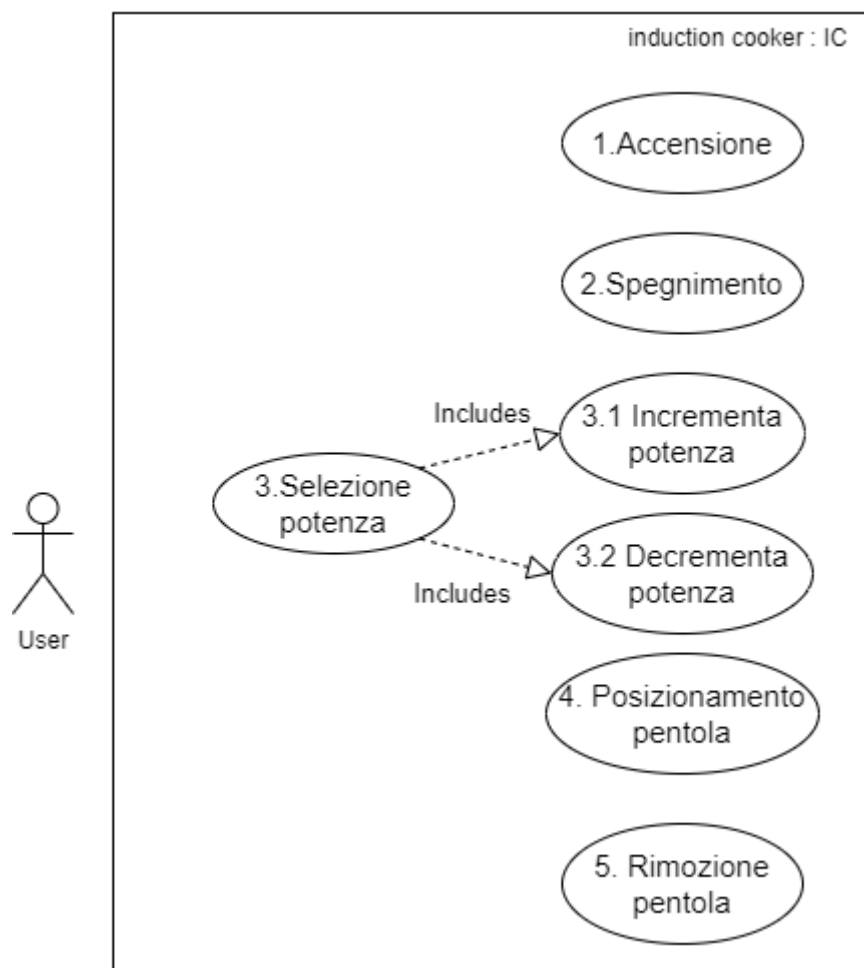 induction cooker : IC
1.Accensione
2.Spegnimento
Includes
3.1 Incrementa
potenza
3.Selezione
potenza
3.2 Decrementa
potenza
Includes
User
4. Posizionamento
pentola
5. Rimozione
pentola